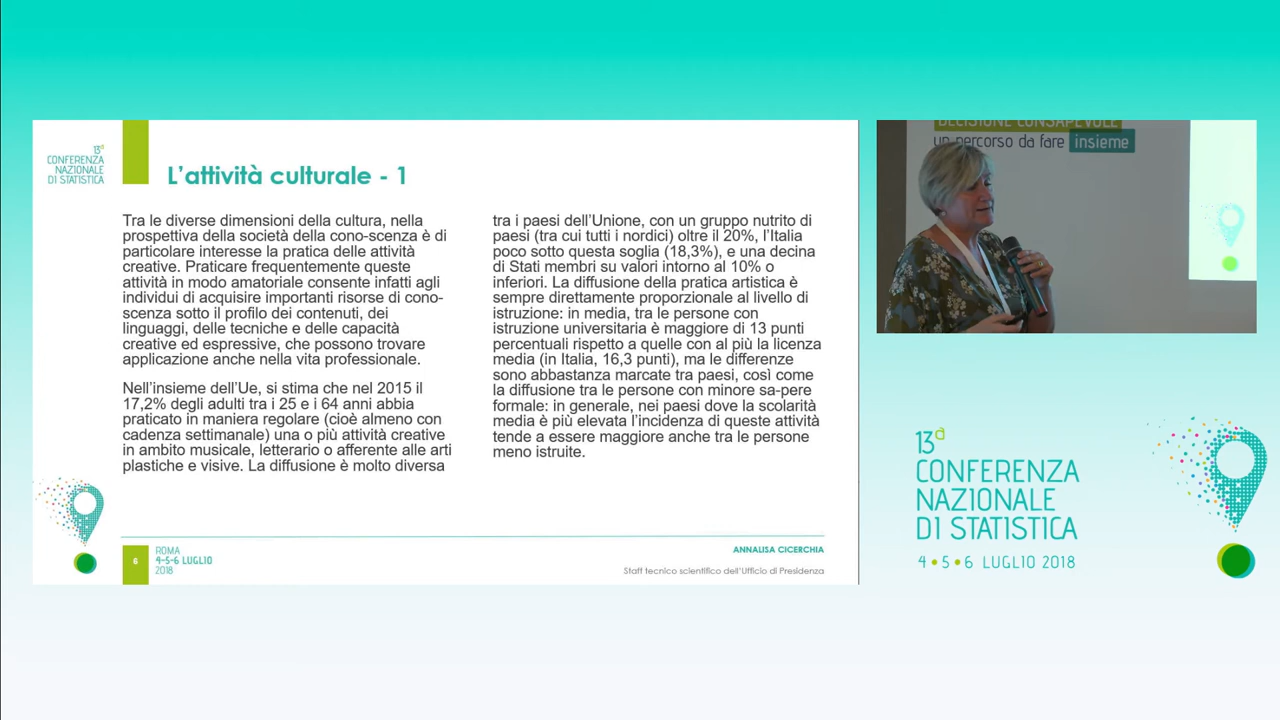 13ª
CONFERENZA
NAZIONALE
DI STATISTICA
L’attività culturale - 1
Tra le diverse dimensioni della cultura, nella
prospettiva della società della cono-scenza è di
particolare interesse la pratica delle attività
creative. Praticare frequentemente queste
attività in modo amatoriale consente infatti agli
individui di acquisire importanti risorse di cono-
scenza sotto il profilo dei contenuti, dei
linguaggi, delle tecniche e delle capacità
creative ed espressive, che possono trovare
applicazione anche nella vita professionale.
Nell’insieme dell’Ue, si stima che nel 2015 il
17,2% degli adulti tra i 25 e i 64 anni abbia
praticato in maniera regolare (cioè almeno con
cadenza settimanale) una o più attività creative
in ambito musicale, letterario o afferente alle arti
plastiche e visive. La diffusione è molto diversa
tra i paesi dell’Unione, con un gruppo nutrito di
paesi (tra cui tutti i nordici) oltre il 20%, l’Italia
poco sotto questa soglia (18,3%), e una decina
di Stati membri su valori intorno al 10% o
inferiori. La diffusione della pratica artistica è
sempre direttamente proporzionale al livello di
istruzione: in media, tra le persone con
istruzione universitaria è maggiore di 13 punti
percentuali rispetto a quelle con al più la licenza
media (in Italia, 16,3 punti), ma le differenze
sono abbastanza marcate tra paesi, così come
la diffusione tra le persone con minore sa-pere
formale: in generale, nei paesi dove la scolarità
media è più elevata l’incidenza di queste attività
tende a essere maggiore anche tra le persone
meno istruite.
6
ROMA
4-5-6 LUGLIO
2018
ANNALISA CICERCHIA
Staff tecnico scientifico dell’Ufficio di Presidenza
DECISIONE CONSAPEVOLE
un percorso da fare insieme
13ª
CONFERENZA
NAZIONALE
DI STATISTICA
4 • 5 • 6 LUGLIO 2018